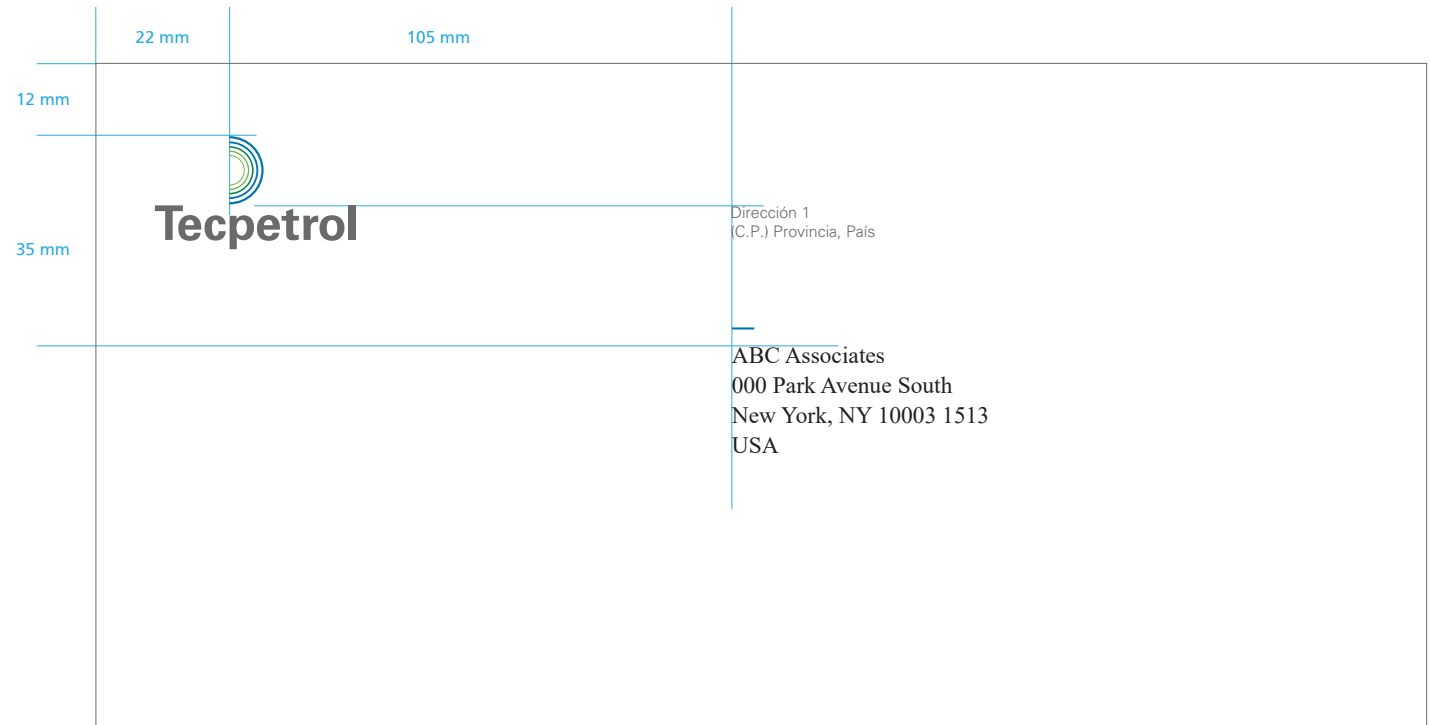 22 mm
105 mm
12 mm
Tecpetrol
Dirección 1
(C.P.) Provincia, País
35 mm
ABC Associates
000 Park Avenue South
New York, NY 10003 1513
USA